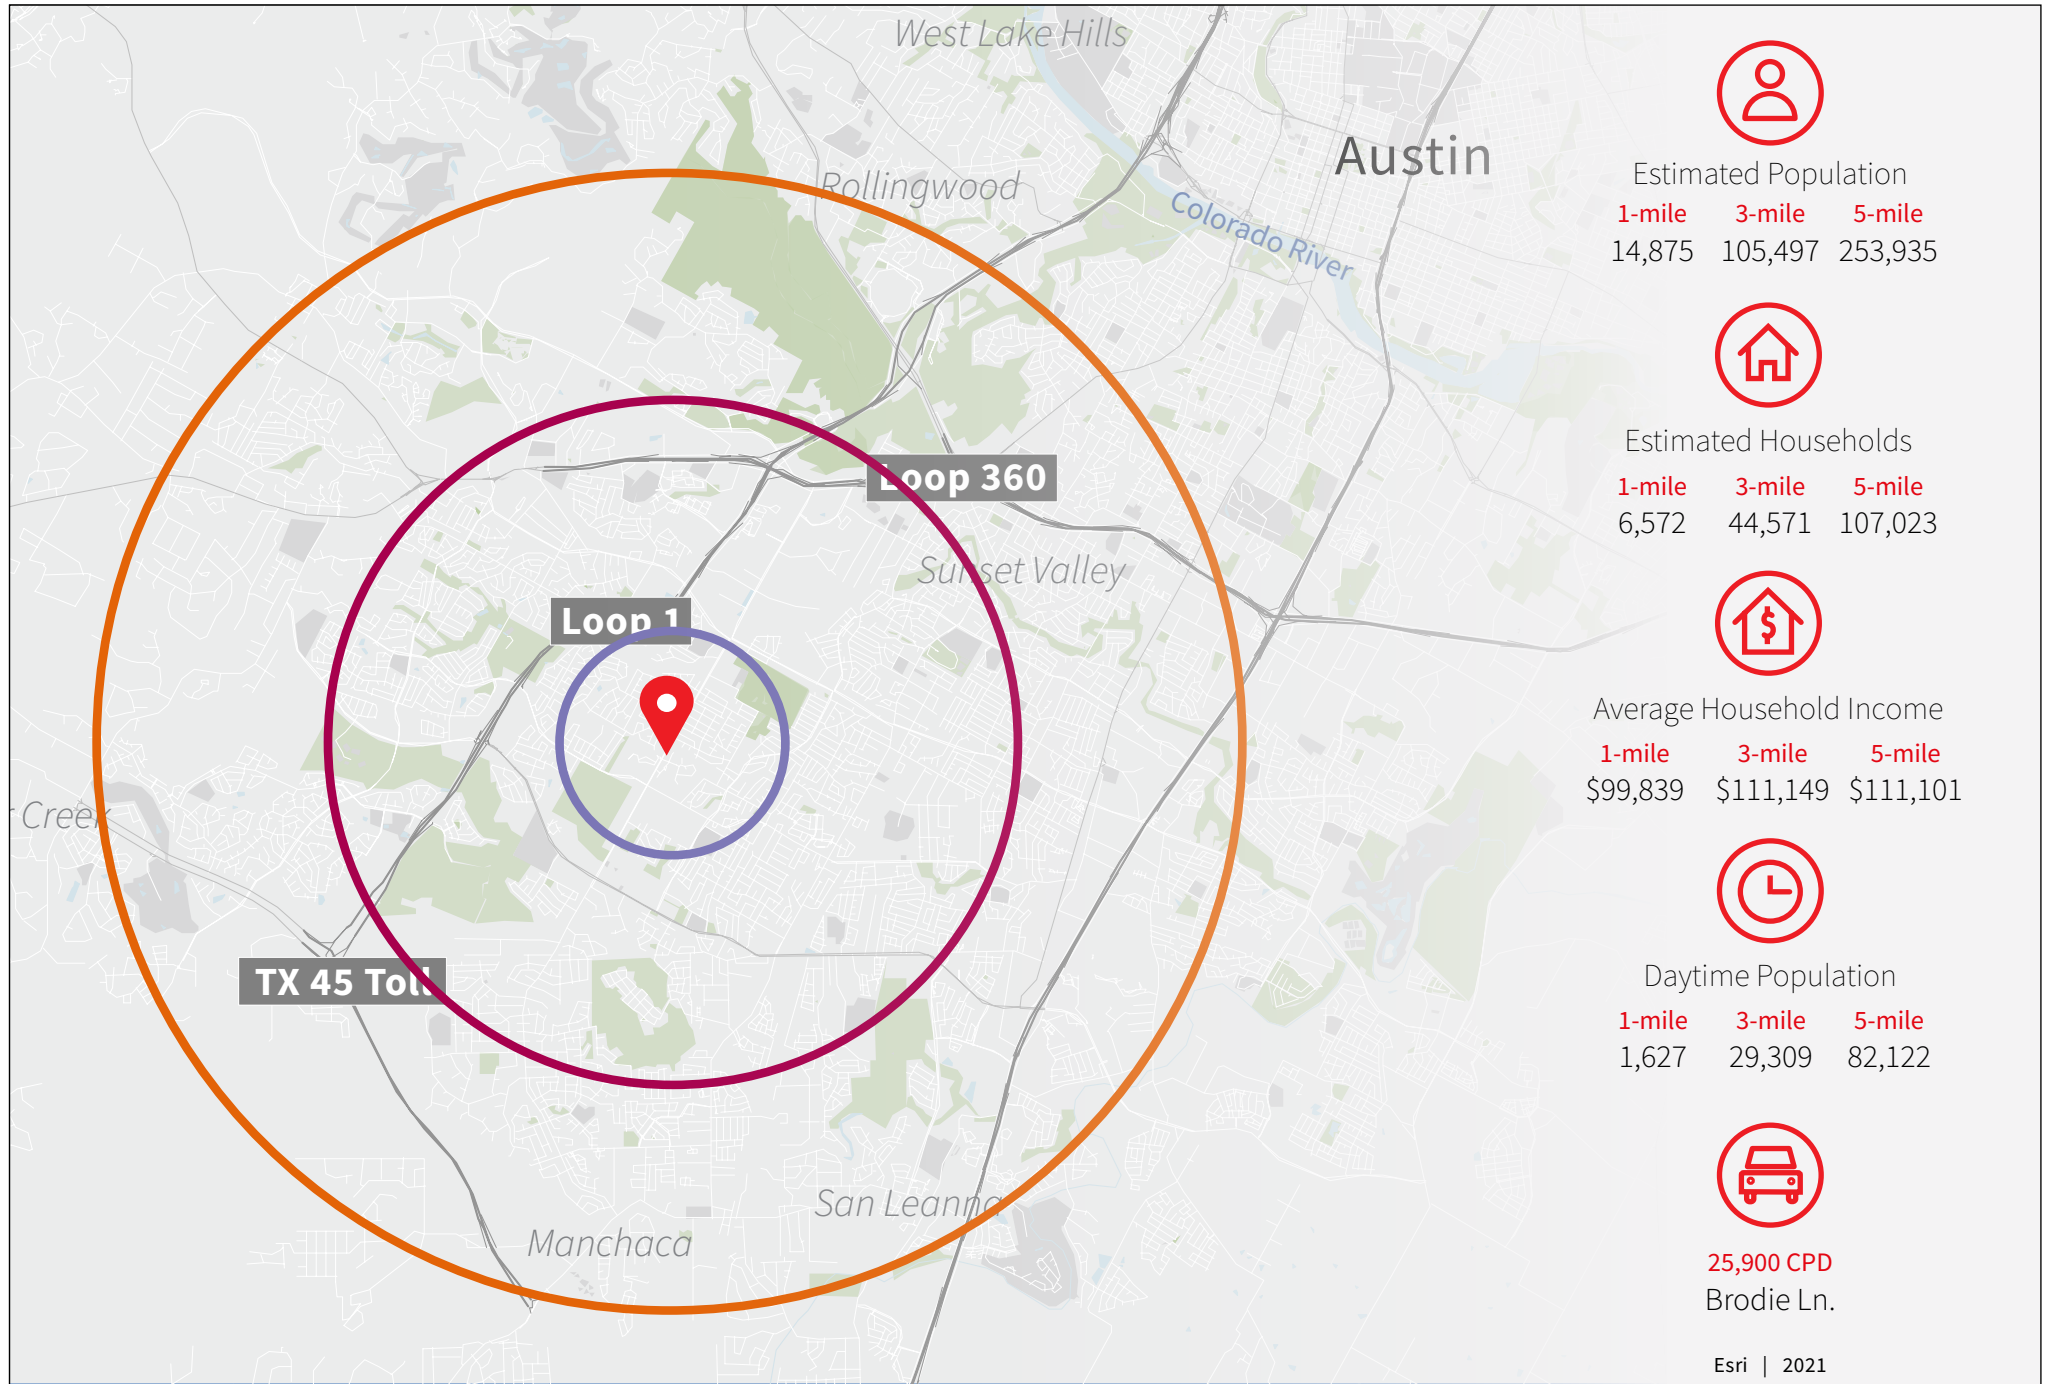 West Lake Hills
Rollingwood
Austin
Colorado River
Loop 360
Sunset Valley
Loop 1
r Creek
TX 45 Toll
San Leanna
Manchaca
Estimated Population
1-mile 3-mile 5-mile
14,875 105,497 253,935
Estimated Households
1-mile 3-mile 5-mile
6,572 44,571 107,023
Average Household Income
1-mile 3-mile 5-mile
$99,839 $111,149 $111,101
Daytime Population
1-mile 3-mile 5-mile
1,627 29,309 82,122
25,900 CPD
Brodie Ln.
Esri | 2021